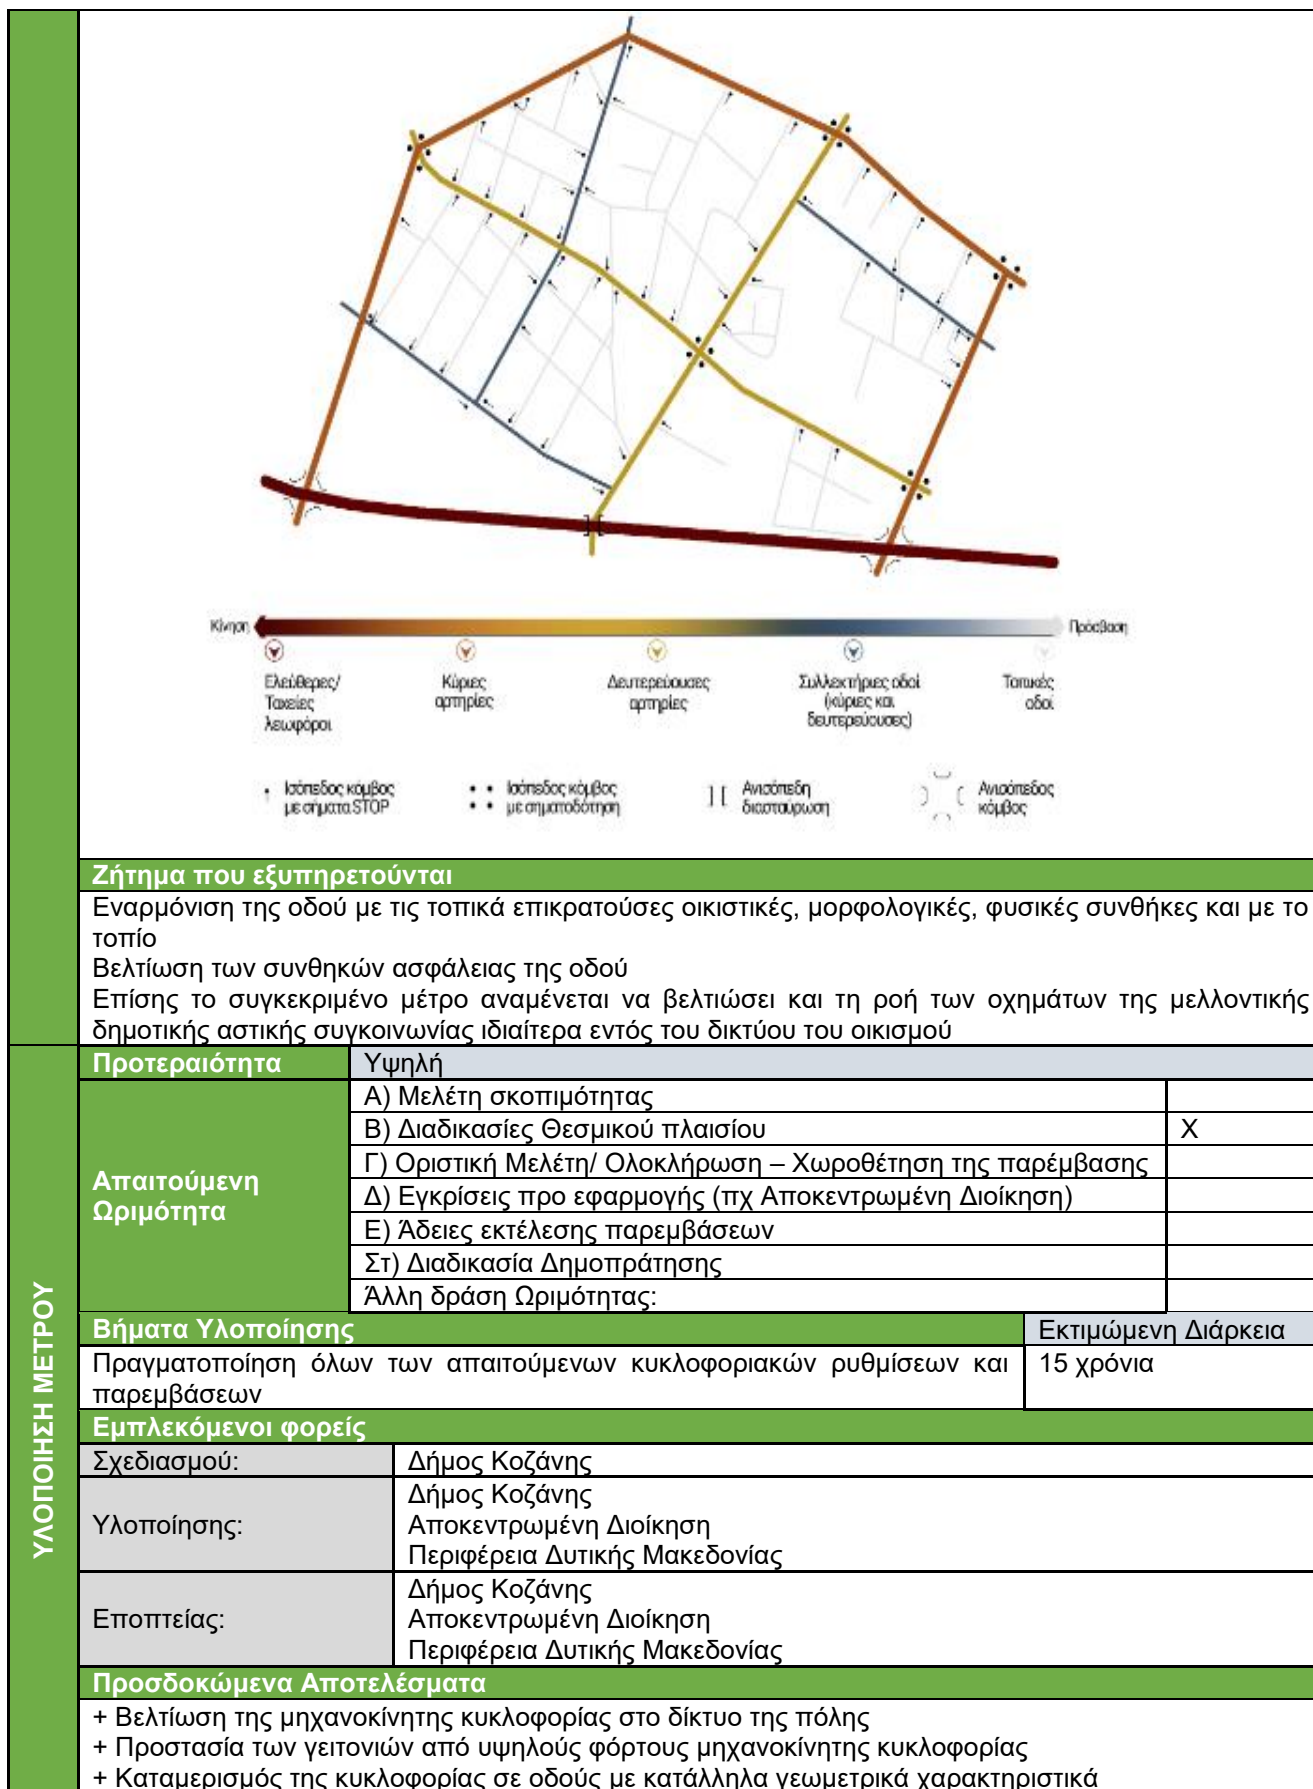 Κίνηση
Πρόσβαση
Ελεύθερες/
Ταχείες
λεωφόροι
Κύριες
αρτηρίες
Δευτερεύουσες
αρτηρίες
Συλλεκτήριες οδοί
(κύριες και
δευτερεύουσες)
Τοπικές
οδοί
Ισόπεδος κόμβος
με σήματα STOP
Ισόπεδος κόμβος
με σηματοδότηση
Ανισόπεδη
διασταύρωση
Ανισόπεδος
κόμβος
Ζήτημα που εξυπηρετούνται
Εναρμόνιση της οδού με τις τοπικά επικρατούσες οικιστικές, μορφολογικές, φυσικές συνθήκες και με το
τοπίο
Βελτίωση των συνθηκών ασφάλειας της οδού
Επίσης το συγκεκριμένο μέτρο αναμένεται να βελτιώσει και τη ροή των οχημάτων της μελλοντικής
δημοτικής αστικής συγκοινωνίας ιδιαίτερα εντός του δικτύου του οικισμού
ΥΛΟΠΟΙΗΣΗ ΜΕΤΡΟΥ
Προτεραιότητα Υψηλή
Απαιτούμενη
Ωριμότητα
Α) Μελέτη σκοπιμότητας
Β) Διαδικασίες Θεσμικού πλαισίου X
Γ) Οριστική Μελέτη/ Ολοκλήρωση – Χωροθέτηση της παρέμβασης
Δ) Εγκρίσεις προ εφαρμογής (πχ Αποκεντρωμένη Διοίκηση)
Ε) Άδειες εκτέλεσης παρεμβάσεων
Στ) Διαδικασία Δημοπράτησης
Άλλη δράση Ωριμότητας:
Βήματα Υλοποίησης Εκτιμώμενη Διάρκεια
Πραγματοποίηση όλων των απαιτούμενων κυκλοφοριακών ρυθμίσεων και 15 χρόνια
παρεμβάσεων
Εμπλεκόμενοι φορείς
Σχεδιασμού: Δήμος Κοζάνης
Υλοποίησης:
Δήμος Κοζάνης
Αποκεντρωμένη Διοίκηση
Περιφέρεια Δυτικής Μακεδονίας
Εποπτείας:
Δήμος Κοζάνης
Αποκεντρωμένη Διοίκηση
Περιφέρεια Δυτικής Μακεδονίας
Προσδοκώμενα Αποτελέσματα
+ Βελτίωση της μηχανοκίνητης κυκλοφορίας στο δίκτυο της πόλης
+ Προστασία των γειτονιών από υψηλούς φόρτους μηχανοκίνητης κυκλοφορίας
+ Καταμερισμός της κυκλοφορίας σε οδούς με κατάλληλα γεωμετρικά χαρακτηριστικά